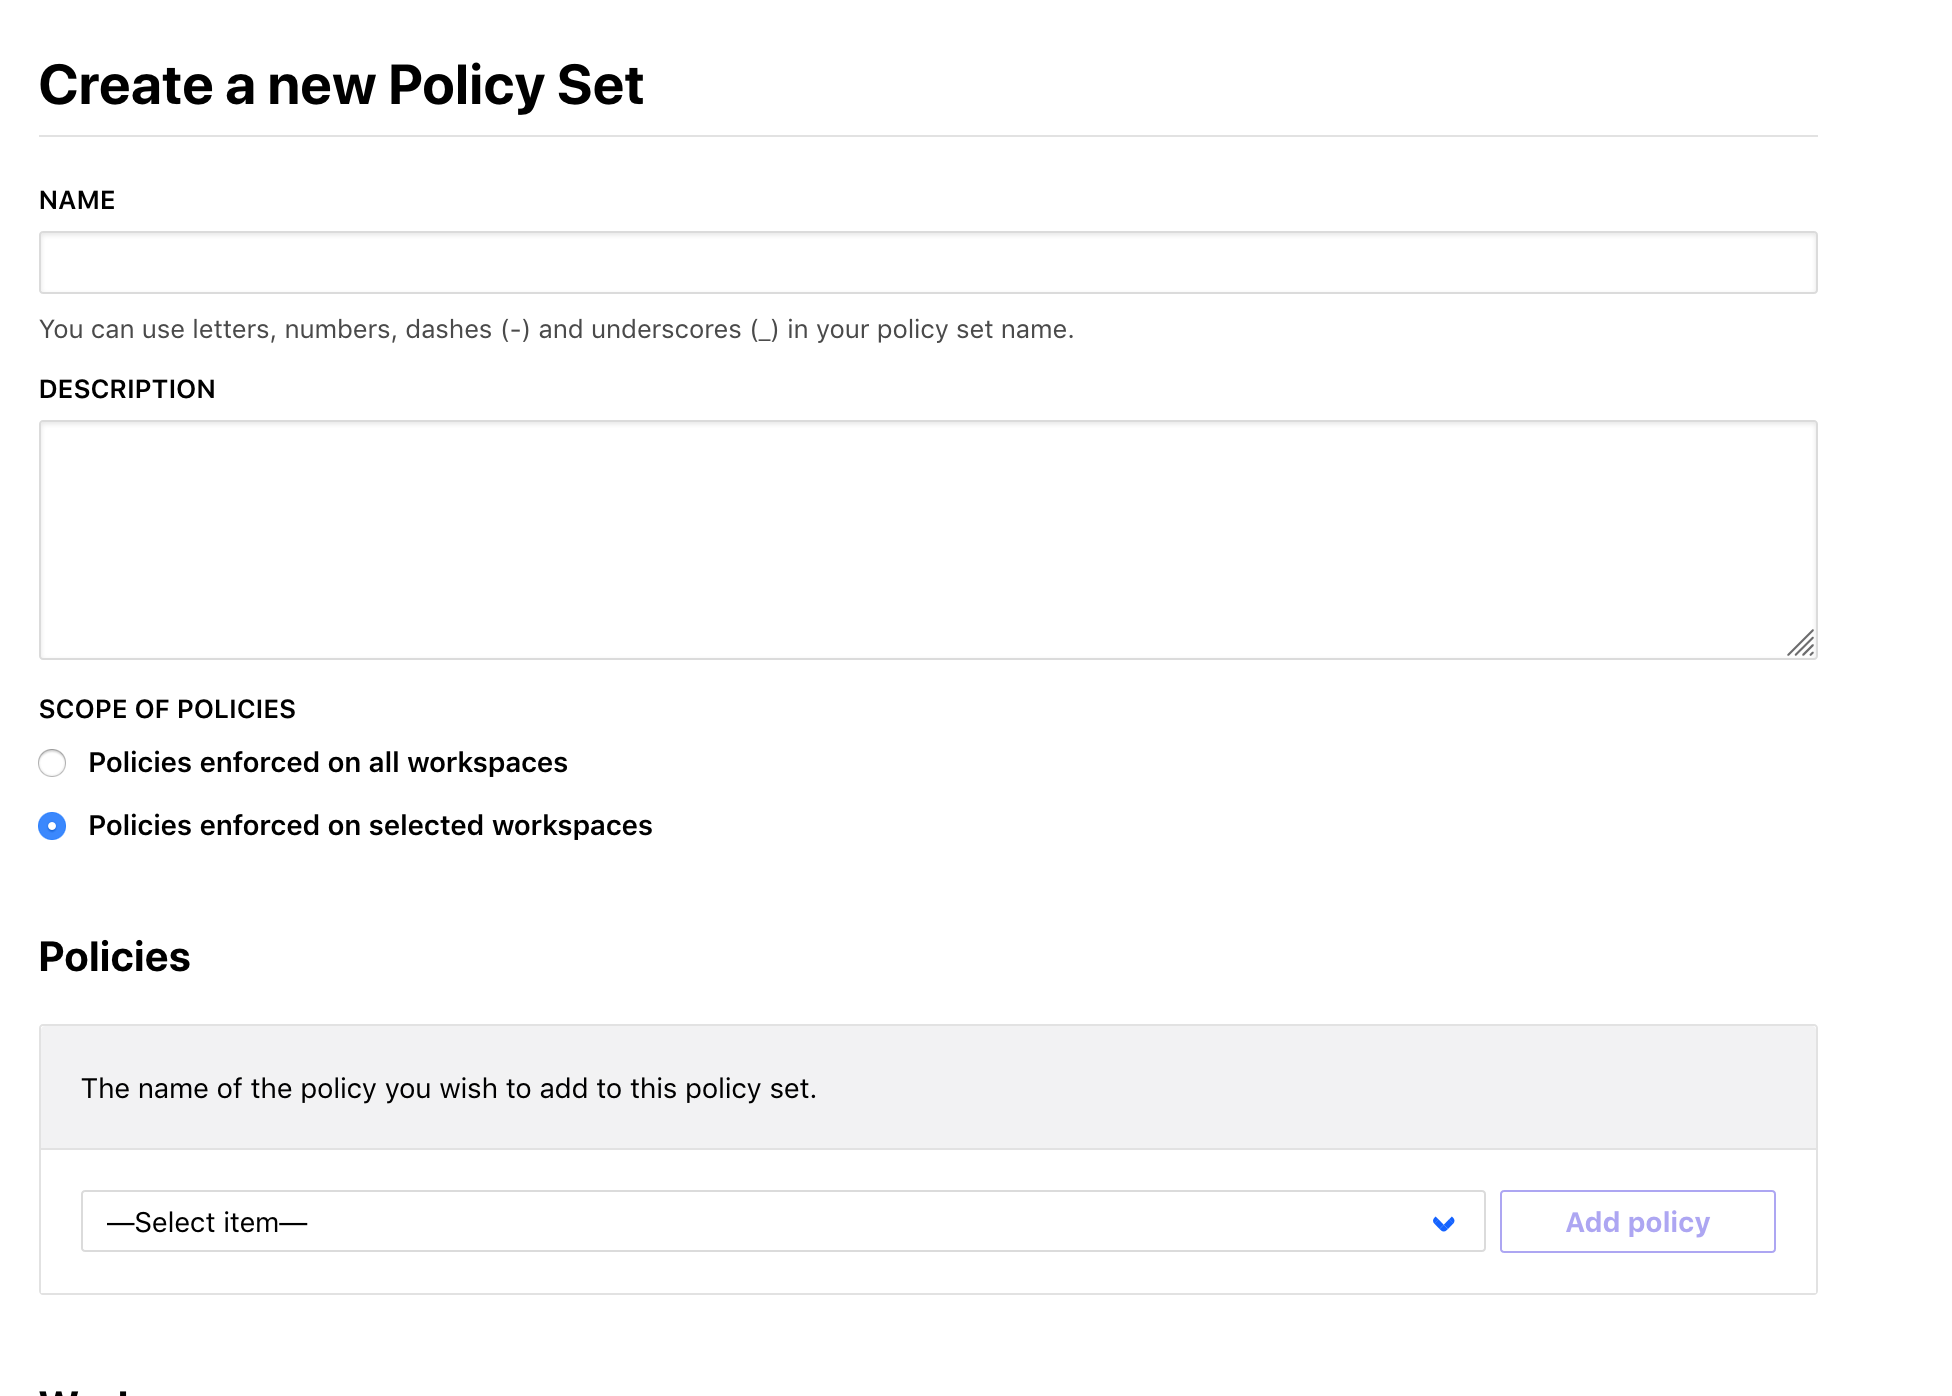 Create a new Policy Set
NAME
You can use letters, numbers, dashes (-) and underscores (_) in your policy set name.
DESCRIPTION
SCOPE OF POLICIES
Policies enforced on all workspaces
Policies enforced on selected workspaces
Policies
The name of the policy you wish to add to this policy set.
—Select item—
Add policy